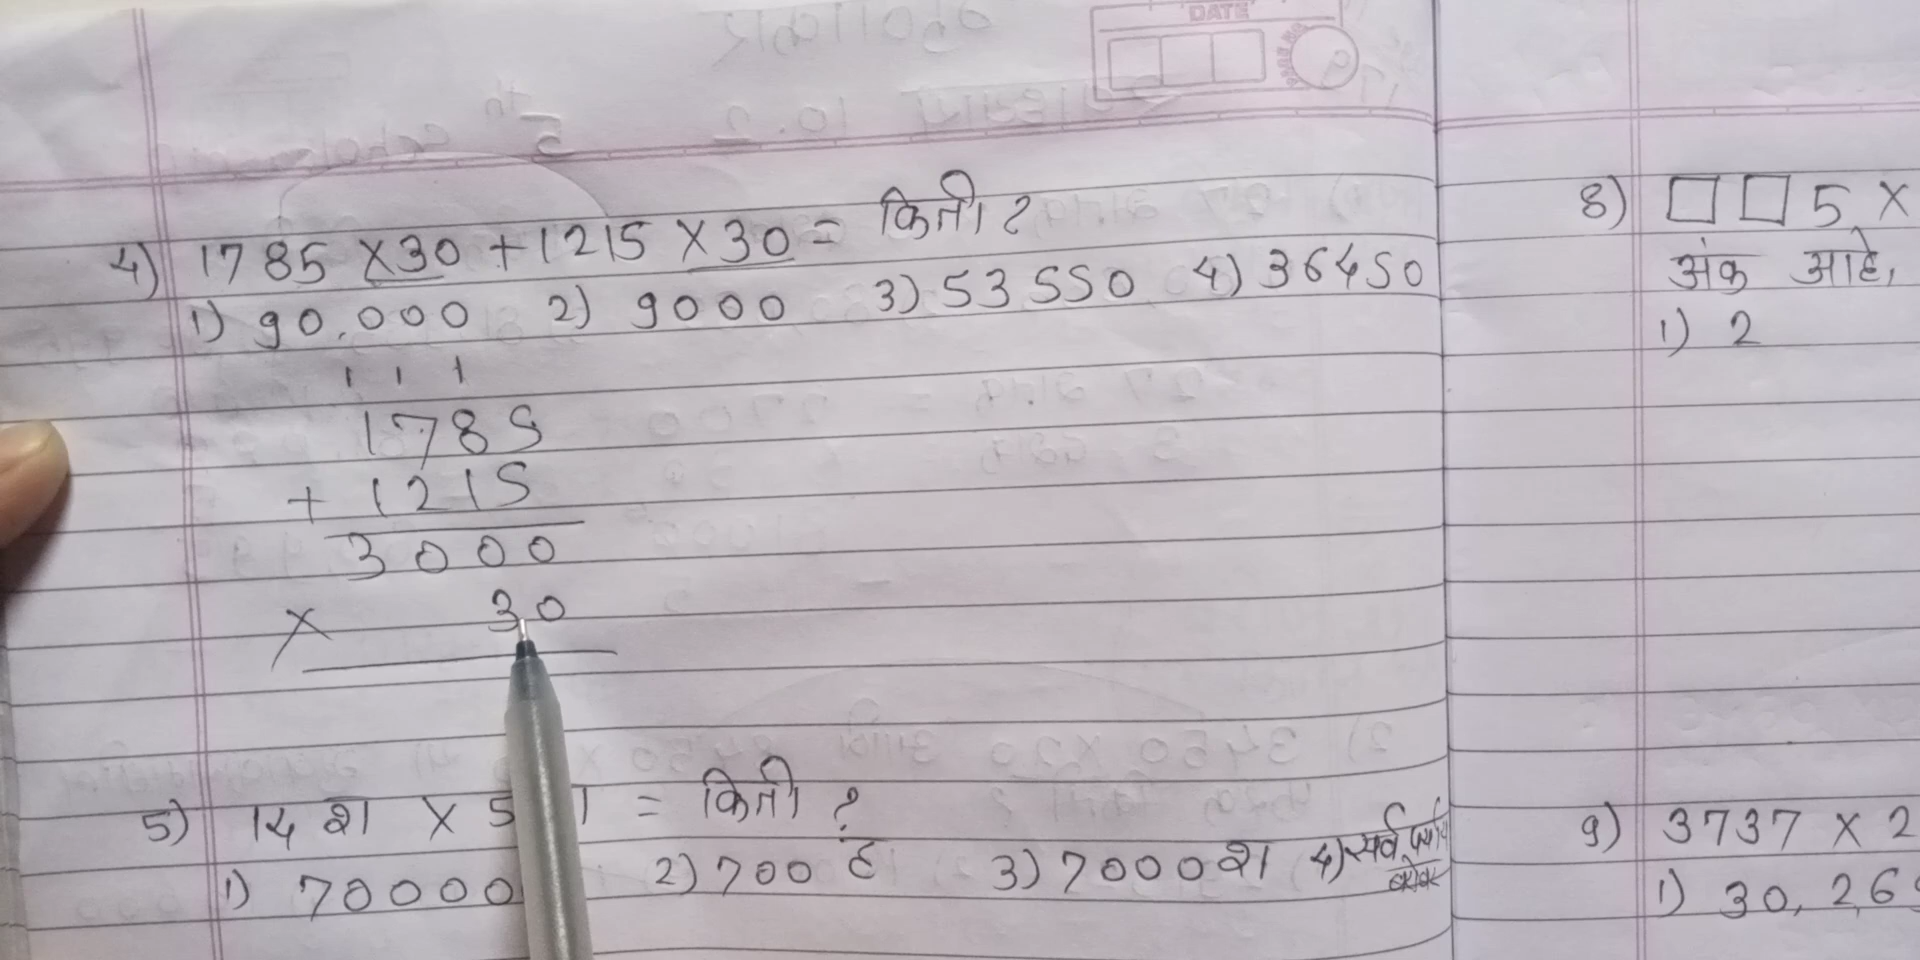 DATE
4) 1785 × 30 + 1215 × 30 = किती ?
1) 90,000 2) 9000 3) 53550 4) 36450
1 1 1
1785
+ 1215
3000
× 30
5) 14 श × 5 = किती ?
1) 70000 2) 700 ह 3) 7000 श 4) सर्व
8) □ □ 5 ×
अंक आहे,
1) 2
9) 3737 × 2
1) 30,26